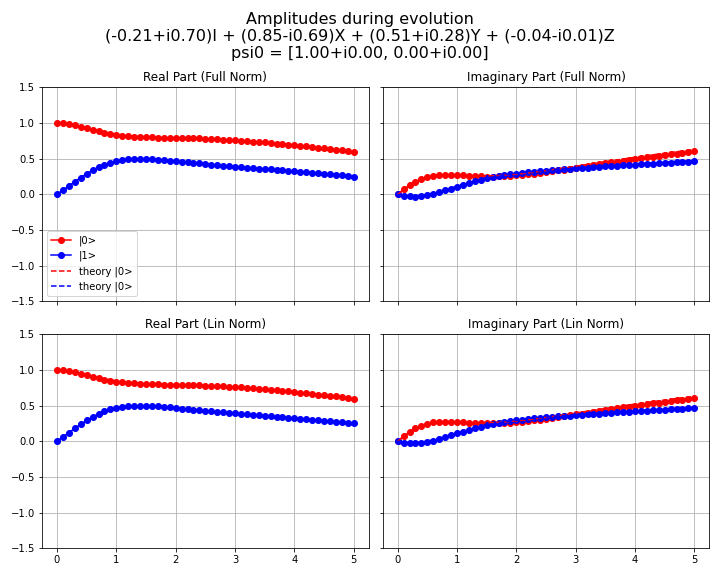 Amplitudes during evolution
(-0.21+i0.70)I + (0.85-i0.69)X + (0.51+i0.28)Y + (-0.04-i0.01)Z
psi0 = [1.00+i0.00, 0.00+i0.00]
Real Part (Full Norm)
1.5
1.0
0.5
0.0
−0.5
−1.0
−1.5
|0>
|1>
theory |0>
theory |0>
Imaginary Part (Full Norm)
Real Part (Lin Norm)
1.5
1.0
0.5
0.0
−0.5
−1.0
−1.5
0 1 2 3 4 5
Imaginary Part (Lin Norm)
0 1 2 3 4 5